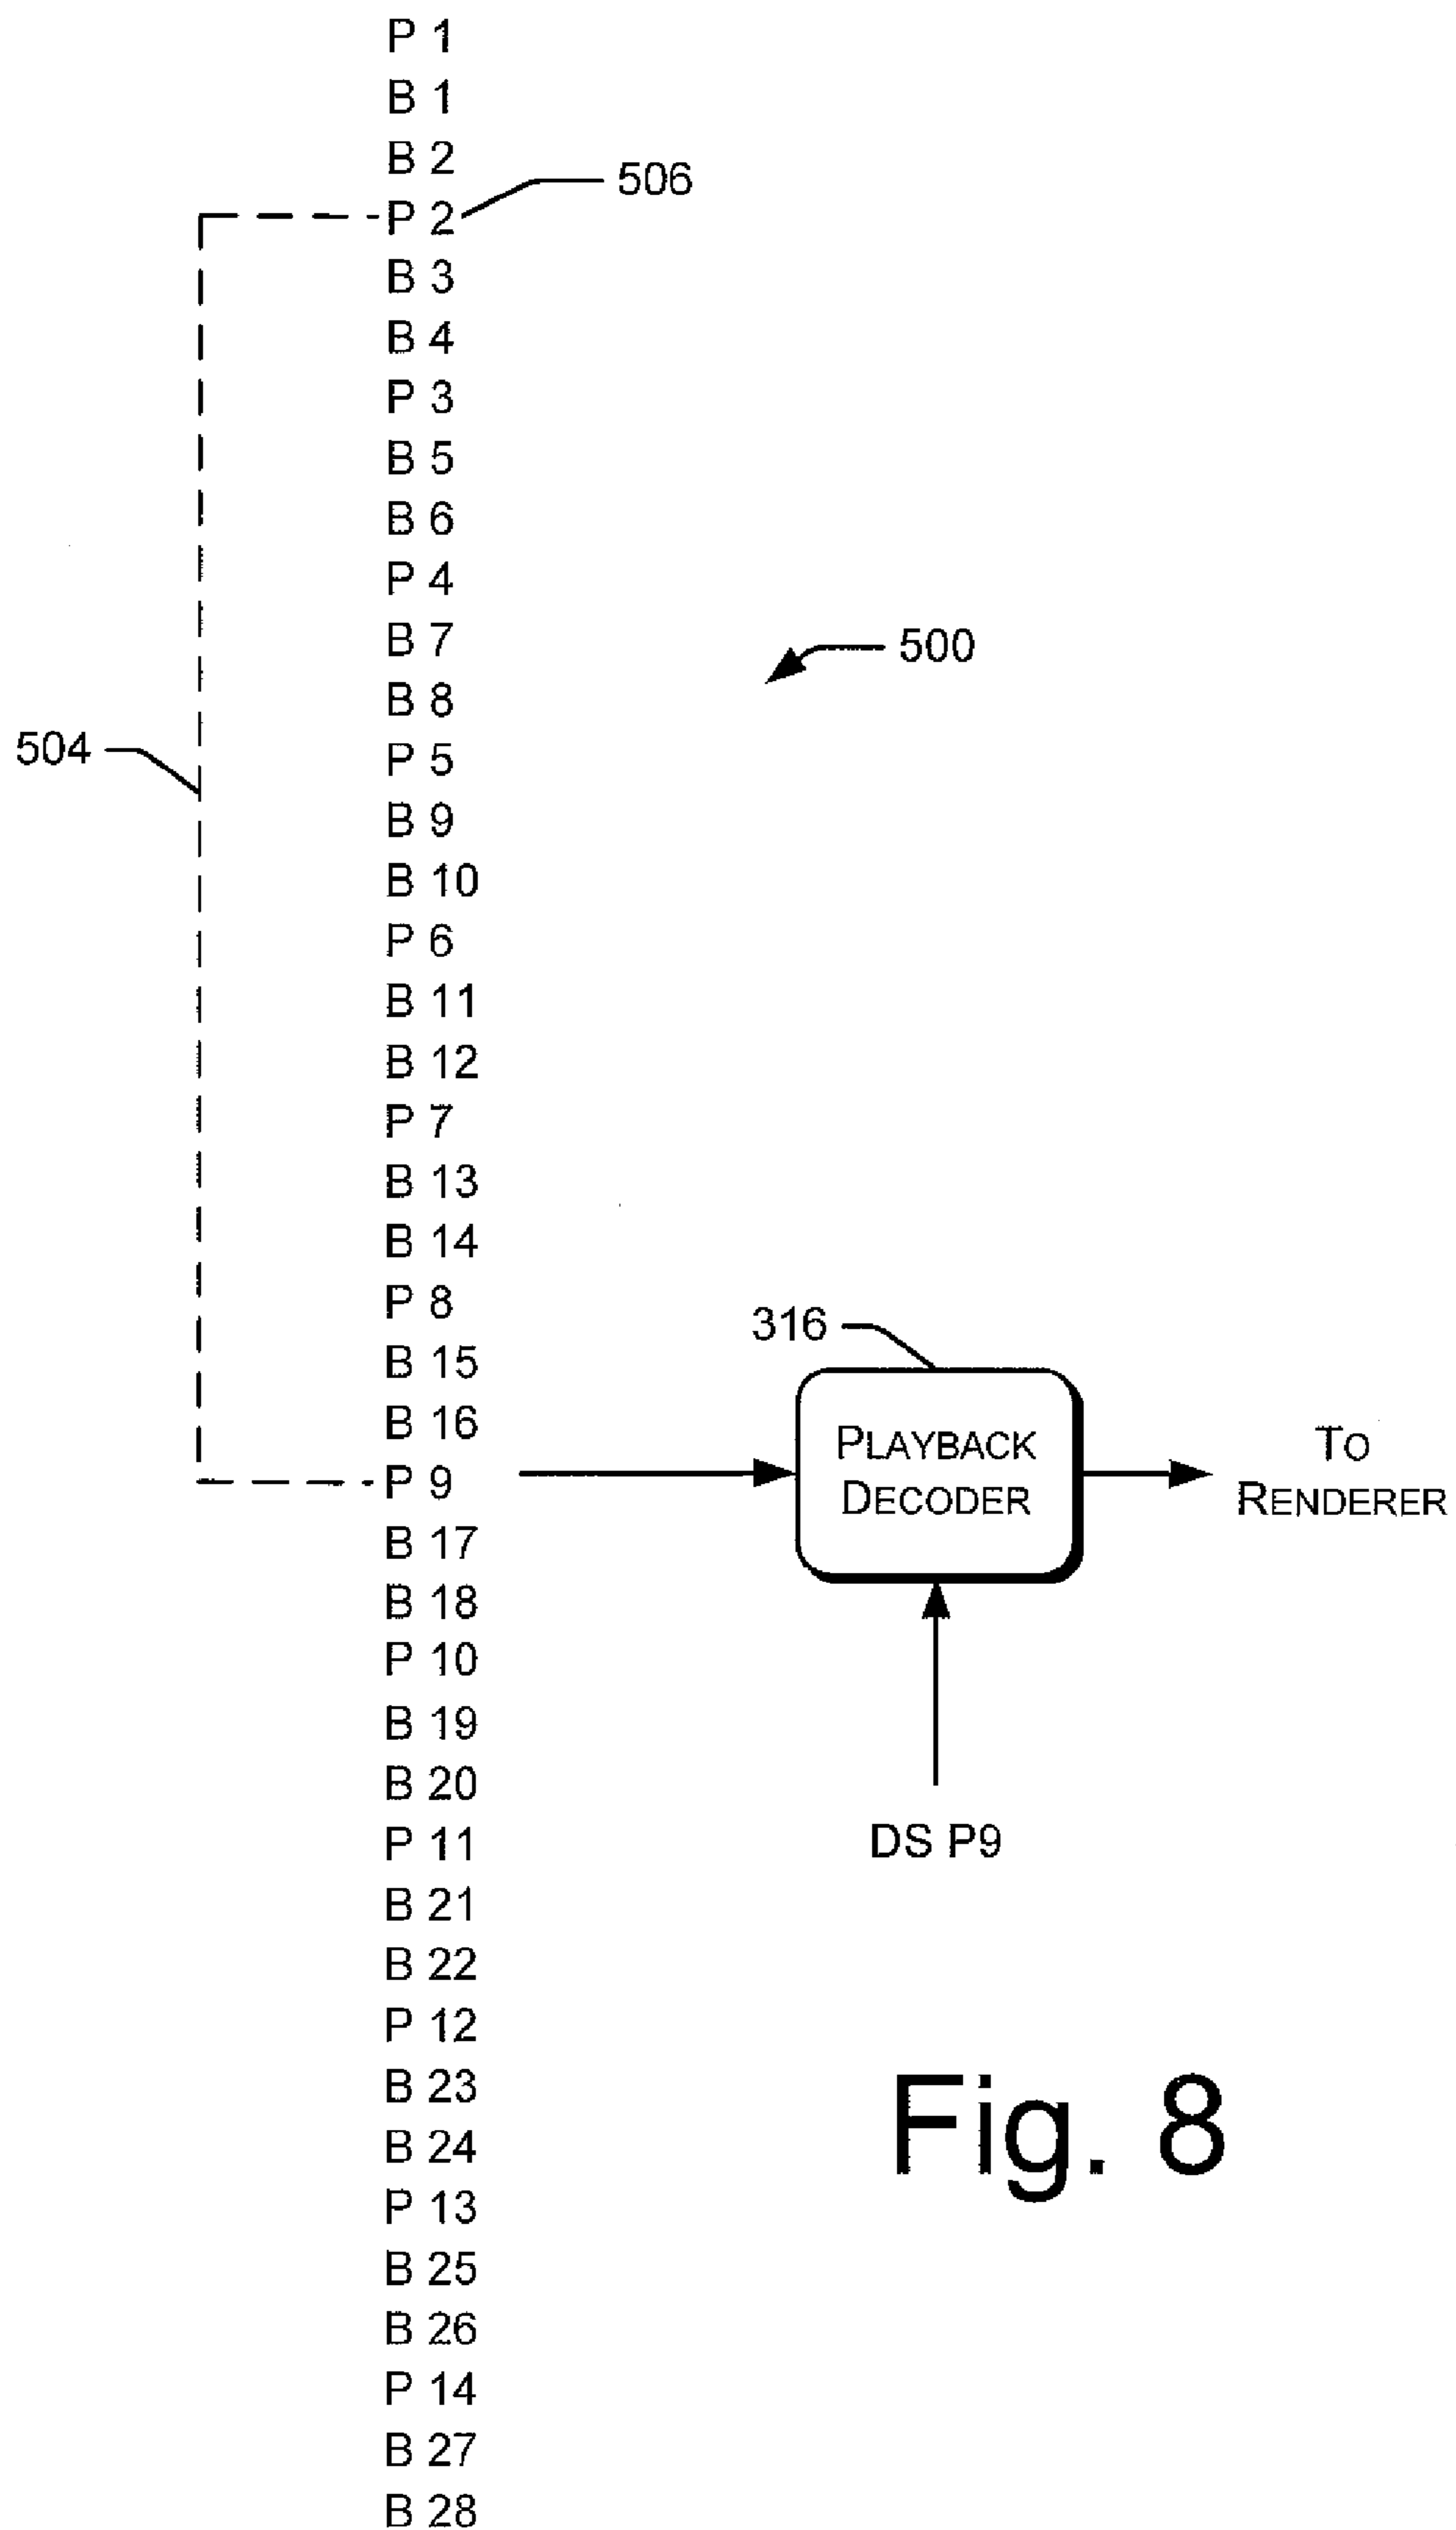 P 1
B 1
B 2
506
P 2
B 3
B 4
P 3
B 5
B 6
P 4
B 7
500
B 8
504
P 5
B 9
B 10
P 6
B 11
B 12
P 7
B 13
B 14
P 8
316
B 15
B 16
PLAYBACK
DECODER
TO
RENDERER
P 9
B 17
B 18
P 10
B 19
B 20
P 11
DS P9
B 21
B 22
P 12
B 23
B 24
Fig. 8
P 13
B 25
B 26
P 14
B 27
B 28